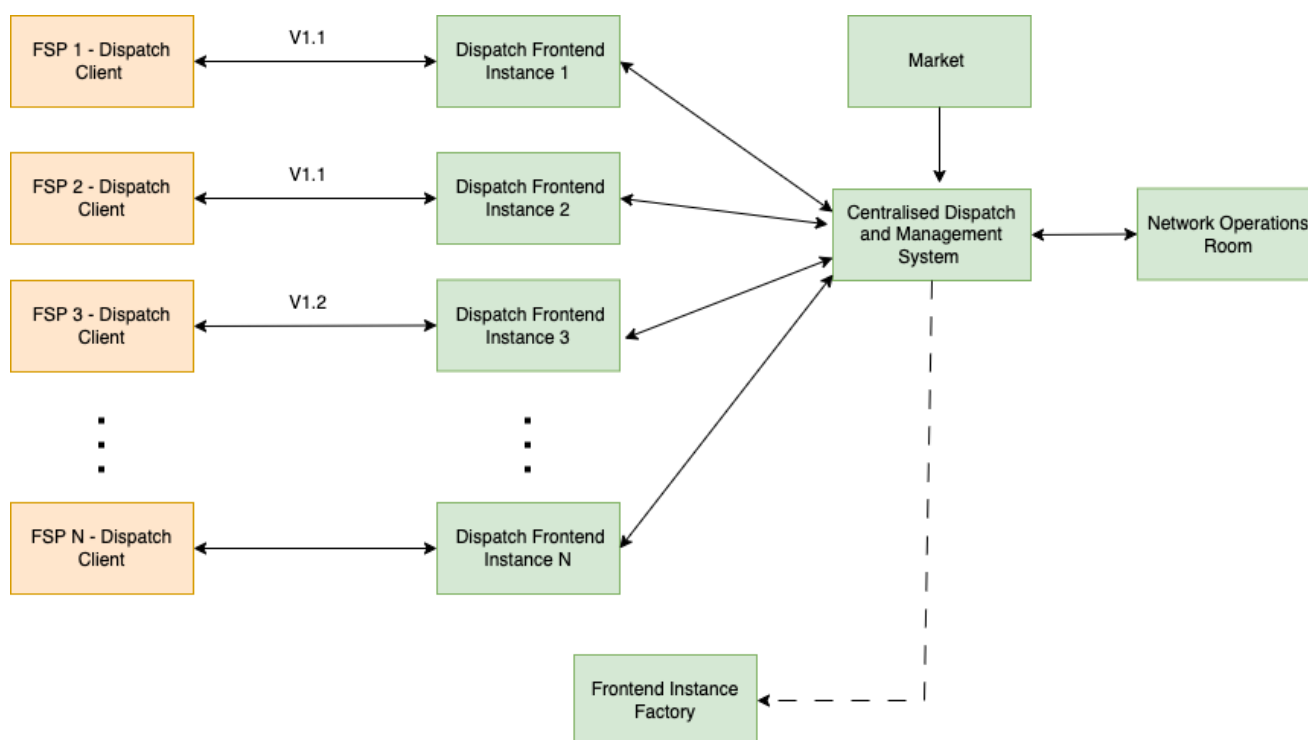 FSP 1 - Dispatch
Client
V1.1
Dispatch Frontend
Instance 1
Market
FSP 2 - Dispatch
Client
V1.1
Dispatch Frontend
Instance 2
Centralised Dispatch
and Management
System
Network Operations
Room
FSP 3 - Dispatch
Client
V1.2
Dispatch Frontend
Instance 3
FSP N - Dispatch
Client
Dispatch Frontend
Instance N
Frontend Instance
Factory